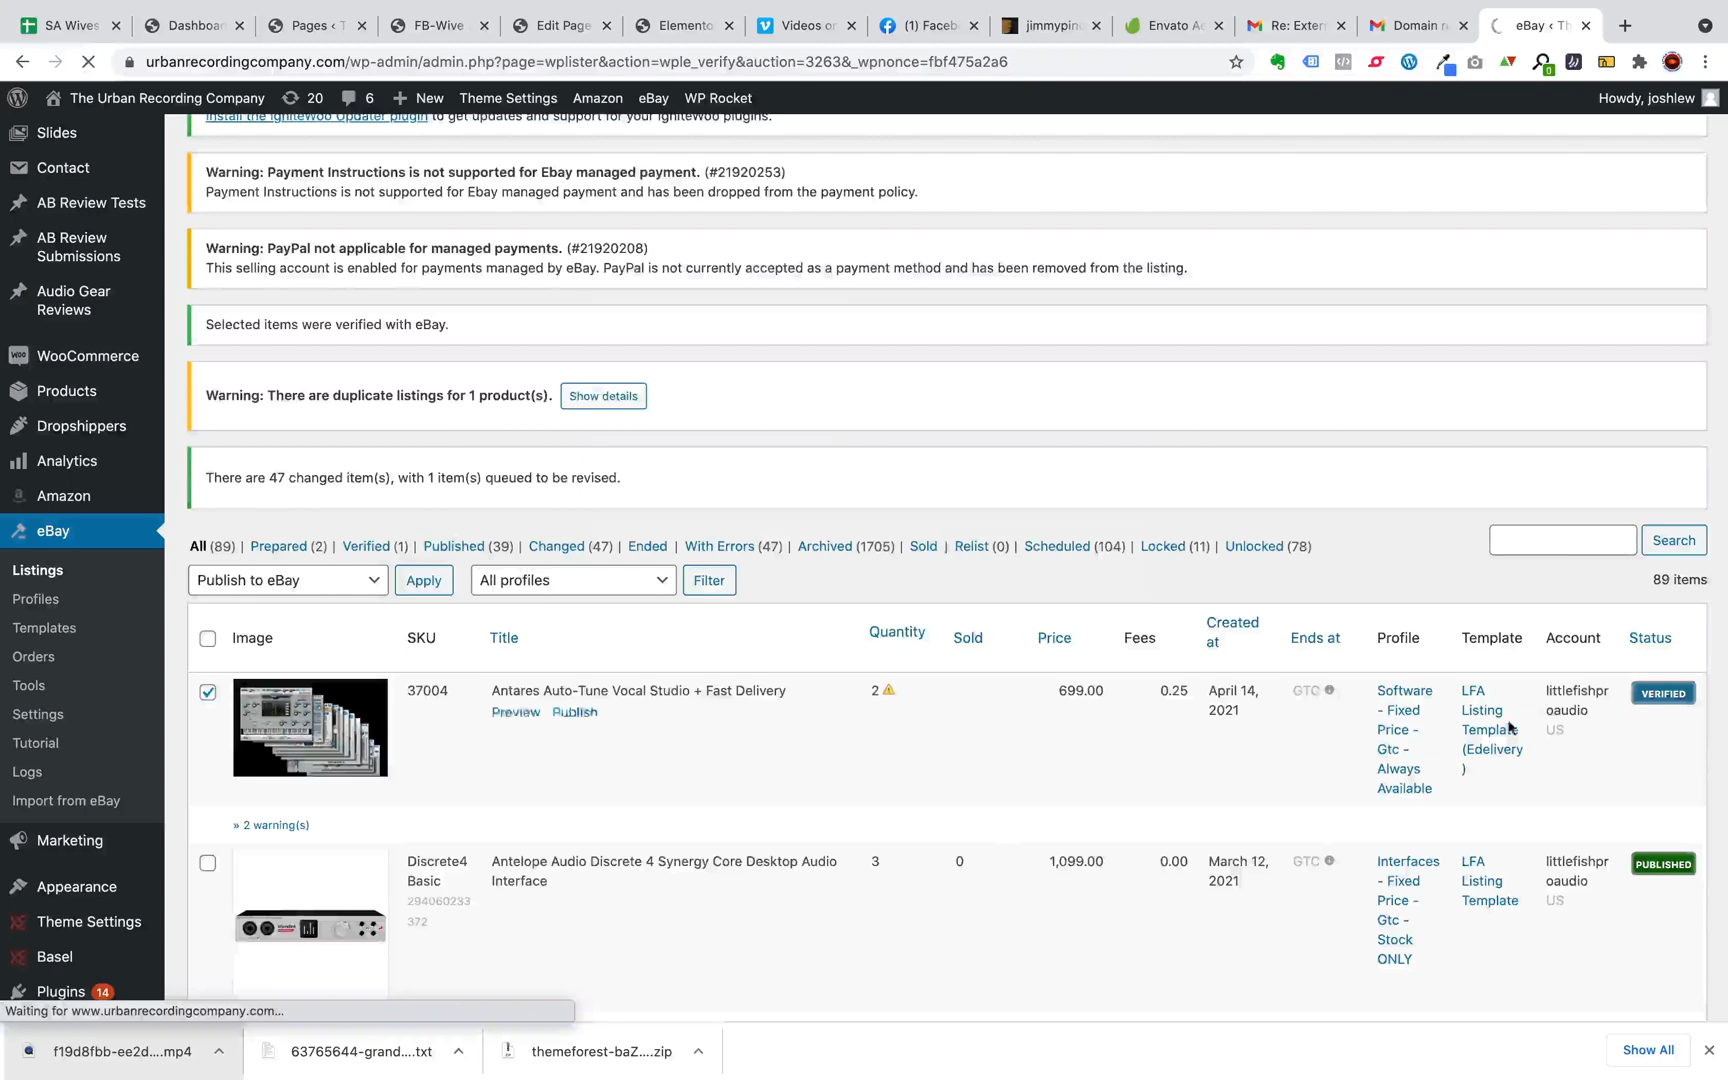 SA Wives
Dashboar
Pages ‹ T
FB-Wive
Edit Page
Elemento
Videos on
(1) Faceb
jimmypin
Envato A
Re: Exter
Domain r
eBay ‹ Th
urbanrecordingcompany.com/wp-admin/admin.php?page=wplister&action=wple_verify&auction=3263&_wpnonce=fbf475a2a6
The Urban Recording Company
20
6
New
Theme Settings
Amazon
eBay
WP Rocket
Howdy, joshlew
Slides
Contact
AB Review Tests
AB Review
Submissions
Audio Gear
Reviews
WooCommerce
Products
Dropshippers
Analytics
Amazon
eBay
Listings
Profiles
Templates
Orders
Tools
Settings
Tutorial
Logs
Import from eBay
Marketing
Appearance
Theme Settings
Basel
Plugins 14
Install the IgniteWoo Updater plugin to get updates and support for your IgniteWoo plugins.
Warning: Payment Instructions is not supported for Ebay managed payment. (#21920253)
Payment Instructions is not supported for Ebay managed payment and has been dropped from the payment policy.
Warning: PayPal not applicable for managed payments. (#21920208)
This selling account is enabled for payments managed by eBay. PayPal is not currently accepted as a payment method and has been removed from the listing.
Selected items were verified with eBay.
Warning: There are duplicate listings for 1 product(s). Show details
There are 47 changed item(s), with 1 item(s) queued to be revised.
All (89) | Prepared (2) | Verified (1) | Published (39) | Changed (47) | Ended | With Errors (47) | Archived (1705) | Sold | Relist (0) | Scheduled (104) | Locked (11) | Unlocked (78)
Search
Publish to eBay
Apply
All profiles
Filter
89 items
Image
SKU
Title
Quantity
Sold
Price
Fees
Created
at
Ends at
Profile
Template
Account
Status
37004
Antares Auto-Tune Vocal Studio + Fast Delivery
Preview Publish
2
699.00
0.25
April 14,
2021
GTC
Software
- Fixed
Price -
Gtc -
Always
Available
LFA
Listing
Template
(Edelivery
)
littlefishpr
oaudio
US
VERIFIED
» 2 warning(s)
Discrete4
Basic
294060233
372
Antelope Audio Discrete 4 Synergy Core Desktop Audio
Interface
3
0
1,099.00
0.00
March 12,
2021
GTC
Interfaces
- Fixed
Price -
Gtc -
Stock
ONLY
LFA
Listing
Template
littlefishpr
oaudio
US
PUBLISHED
Waiting for www.urbanrecordingcompany.com...
f19d8fbb-ee2d....mp4
63765644-grand....txt
themeforest-baZ....zip
Show All